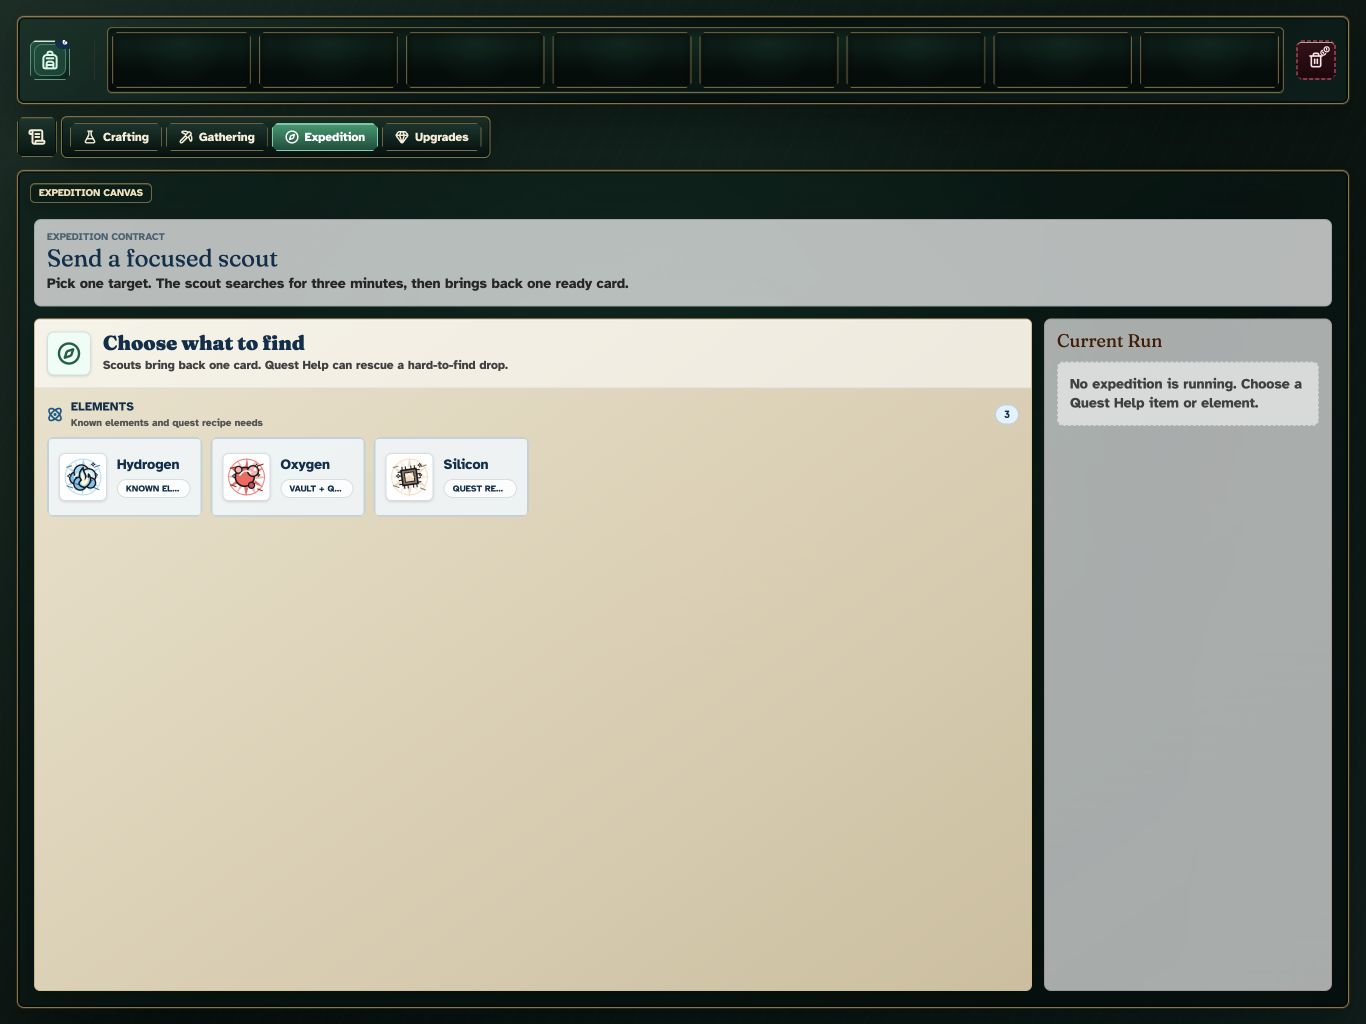 Crafting
Gathering
Expedition
Upgrades
EXPEDITION CANVAS
EXPEDITION CONTRACT
Send a focused scout
Pick one target. The scout searches for three minutes, then brings back one ready card.
Choose what to find
Scouts bring back one card. Quest Help can rescue a hard-to-find drop.
ELEMENTS
Known elements and quest recipe needs
3
Hydrogen
KNOWN EL...
Oxygen
VAULT + Q...
Silicon
QUEST RE...
Current Run
No expedition is running. Choose a
Quest Help item or element.